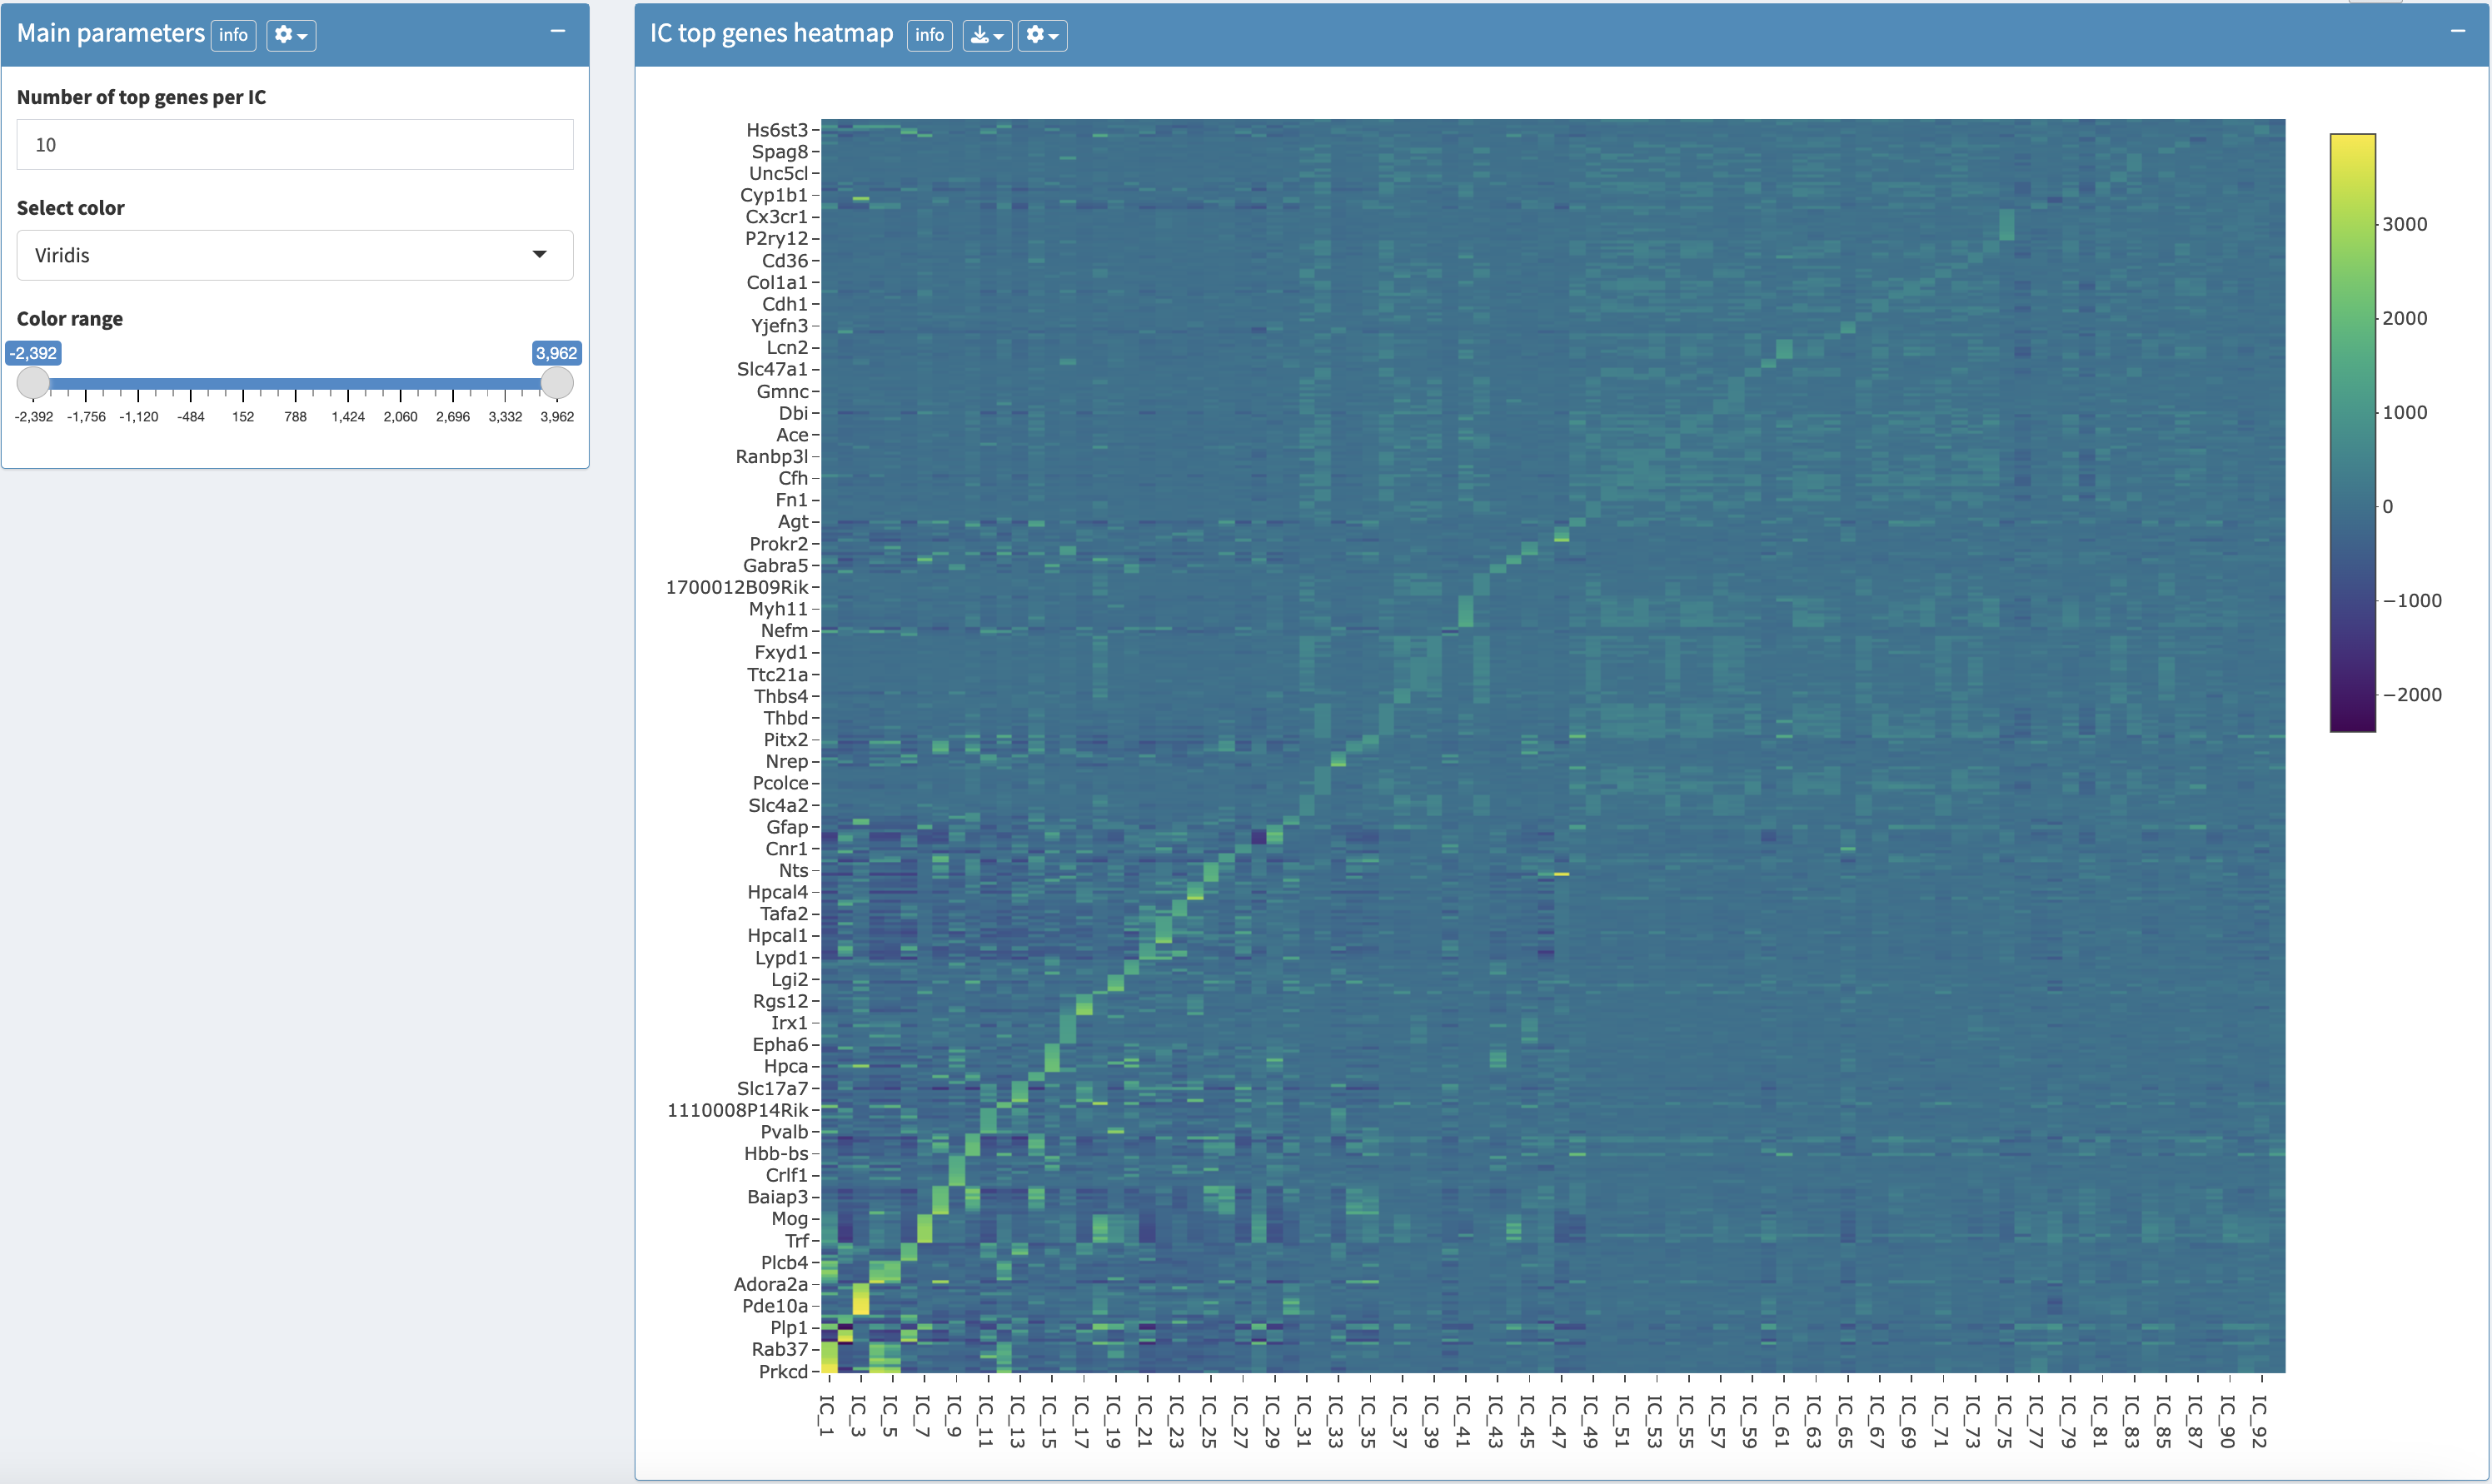 Main parameters info
Number of top genes per IC
10
Select color
Viridis
Color range
-2,392 3,962
-2,392 -1,756 -1,120 -484 152 788 1,424 2,060 2,696 3,332 3,962
IC top genes heatmap info
Hs6st3
Spag8
Unc5cl
Cyp1b1
Cx3cr1
P2ry12
Cd36
Col1a1
Cdh1
Yjefn3
Lcn2
Slc47a1
Gmnc
Dbi
Ace
Ranbp3l
Cfh
Fn1
Agt
Prokr2
Gabra5
1700012B09Rik
Myh11
Nefm
Fxyd1
Ttc21a
Thbs4
Thbd
Pitx2
Nrep
Pcolce
Slc4a2
Gfap
Cnr1
Nts
Hpcal4
Tafa2
Hpcal1
Lypd1
Lgi2
Rgs12
Irx1
Epha6
Hpca
Slc17a7
1110008P14Rik
Pvalb
Hbb-bs
Crlf1
Baiap3
Mog
Trf
Plcb4
Adora2a
Pde10a
Plp1
Rab37
Prkcd
IC_1 IC_3 IC_5 IC_7 IC_9 IC_11 IC_13 IC_15 IC_17 IC_19 IC_21 IC_23 IC_25 IC_27 IC_29 IC_31 IC_33 IC_35 IC_37 IC_39 IC_41 IC_43 IC_45 IC_47 IC_49 IC_51 IC_53 IC_55 IC_57 IC_59 IC_61 IC_63 IC_65 IC_67 IC_69 IC_71 IC_73 IC_75 IC_77 IC_79 IC_81 IC_83 IC_85 IC_87 IC_90 IC_92
3000
2000
1000
0
−1000
−2000